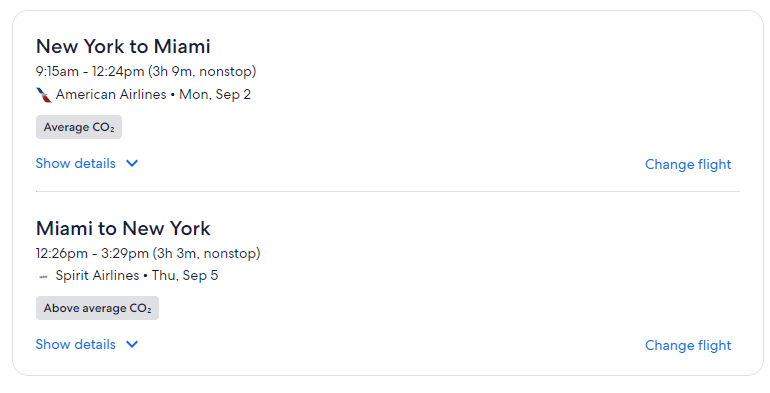 New York to Miami
9:15am - 12:24pm (3h 9m, nonstop)
American Airlines • Mon, Sep 2
Average CO₂
Show details
Change flight
Miami to New York
12:26pm - 3:29pm (3h 3m, nonstop)
Spirit Airlines • Thu, Sep 5
Above average CO₂
Show details
Change flight